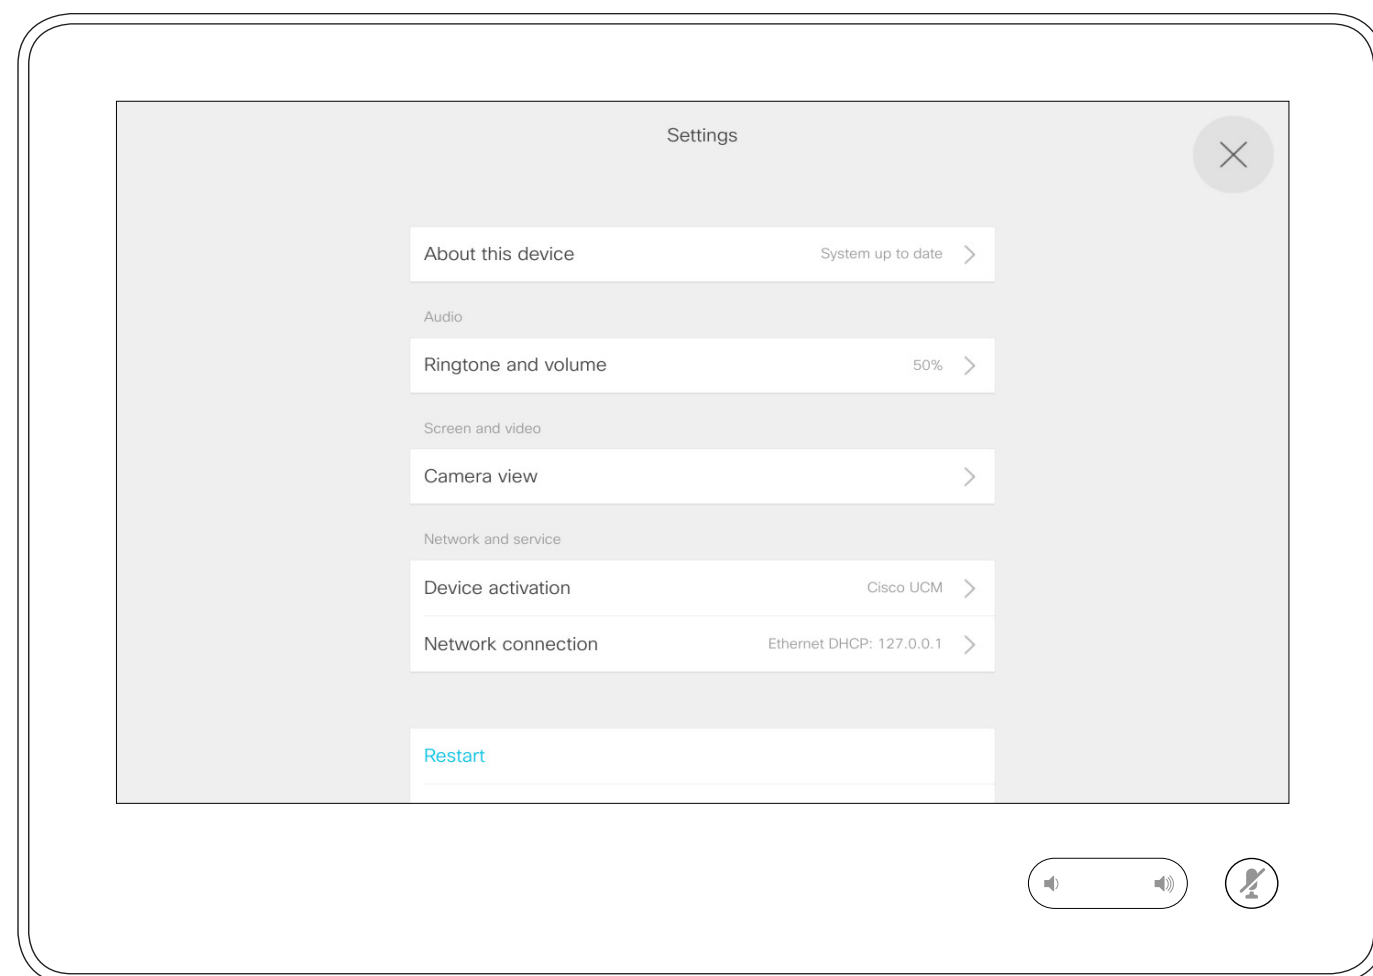 Settings
About this device System up to date
Audio
Ringtone and volume 50%
Screen and video
Camera view
Network and service
Device activation Cisco UCM
Network connection Ethernet DHCP: 127.0.0.1
Restart